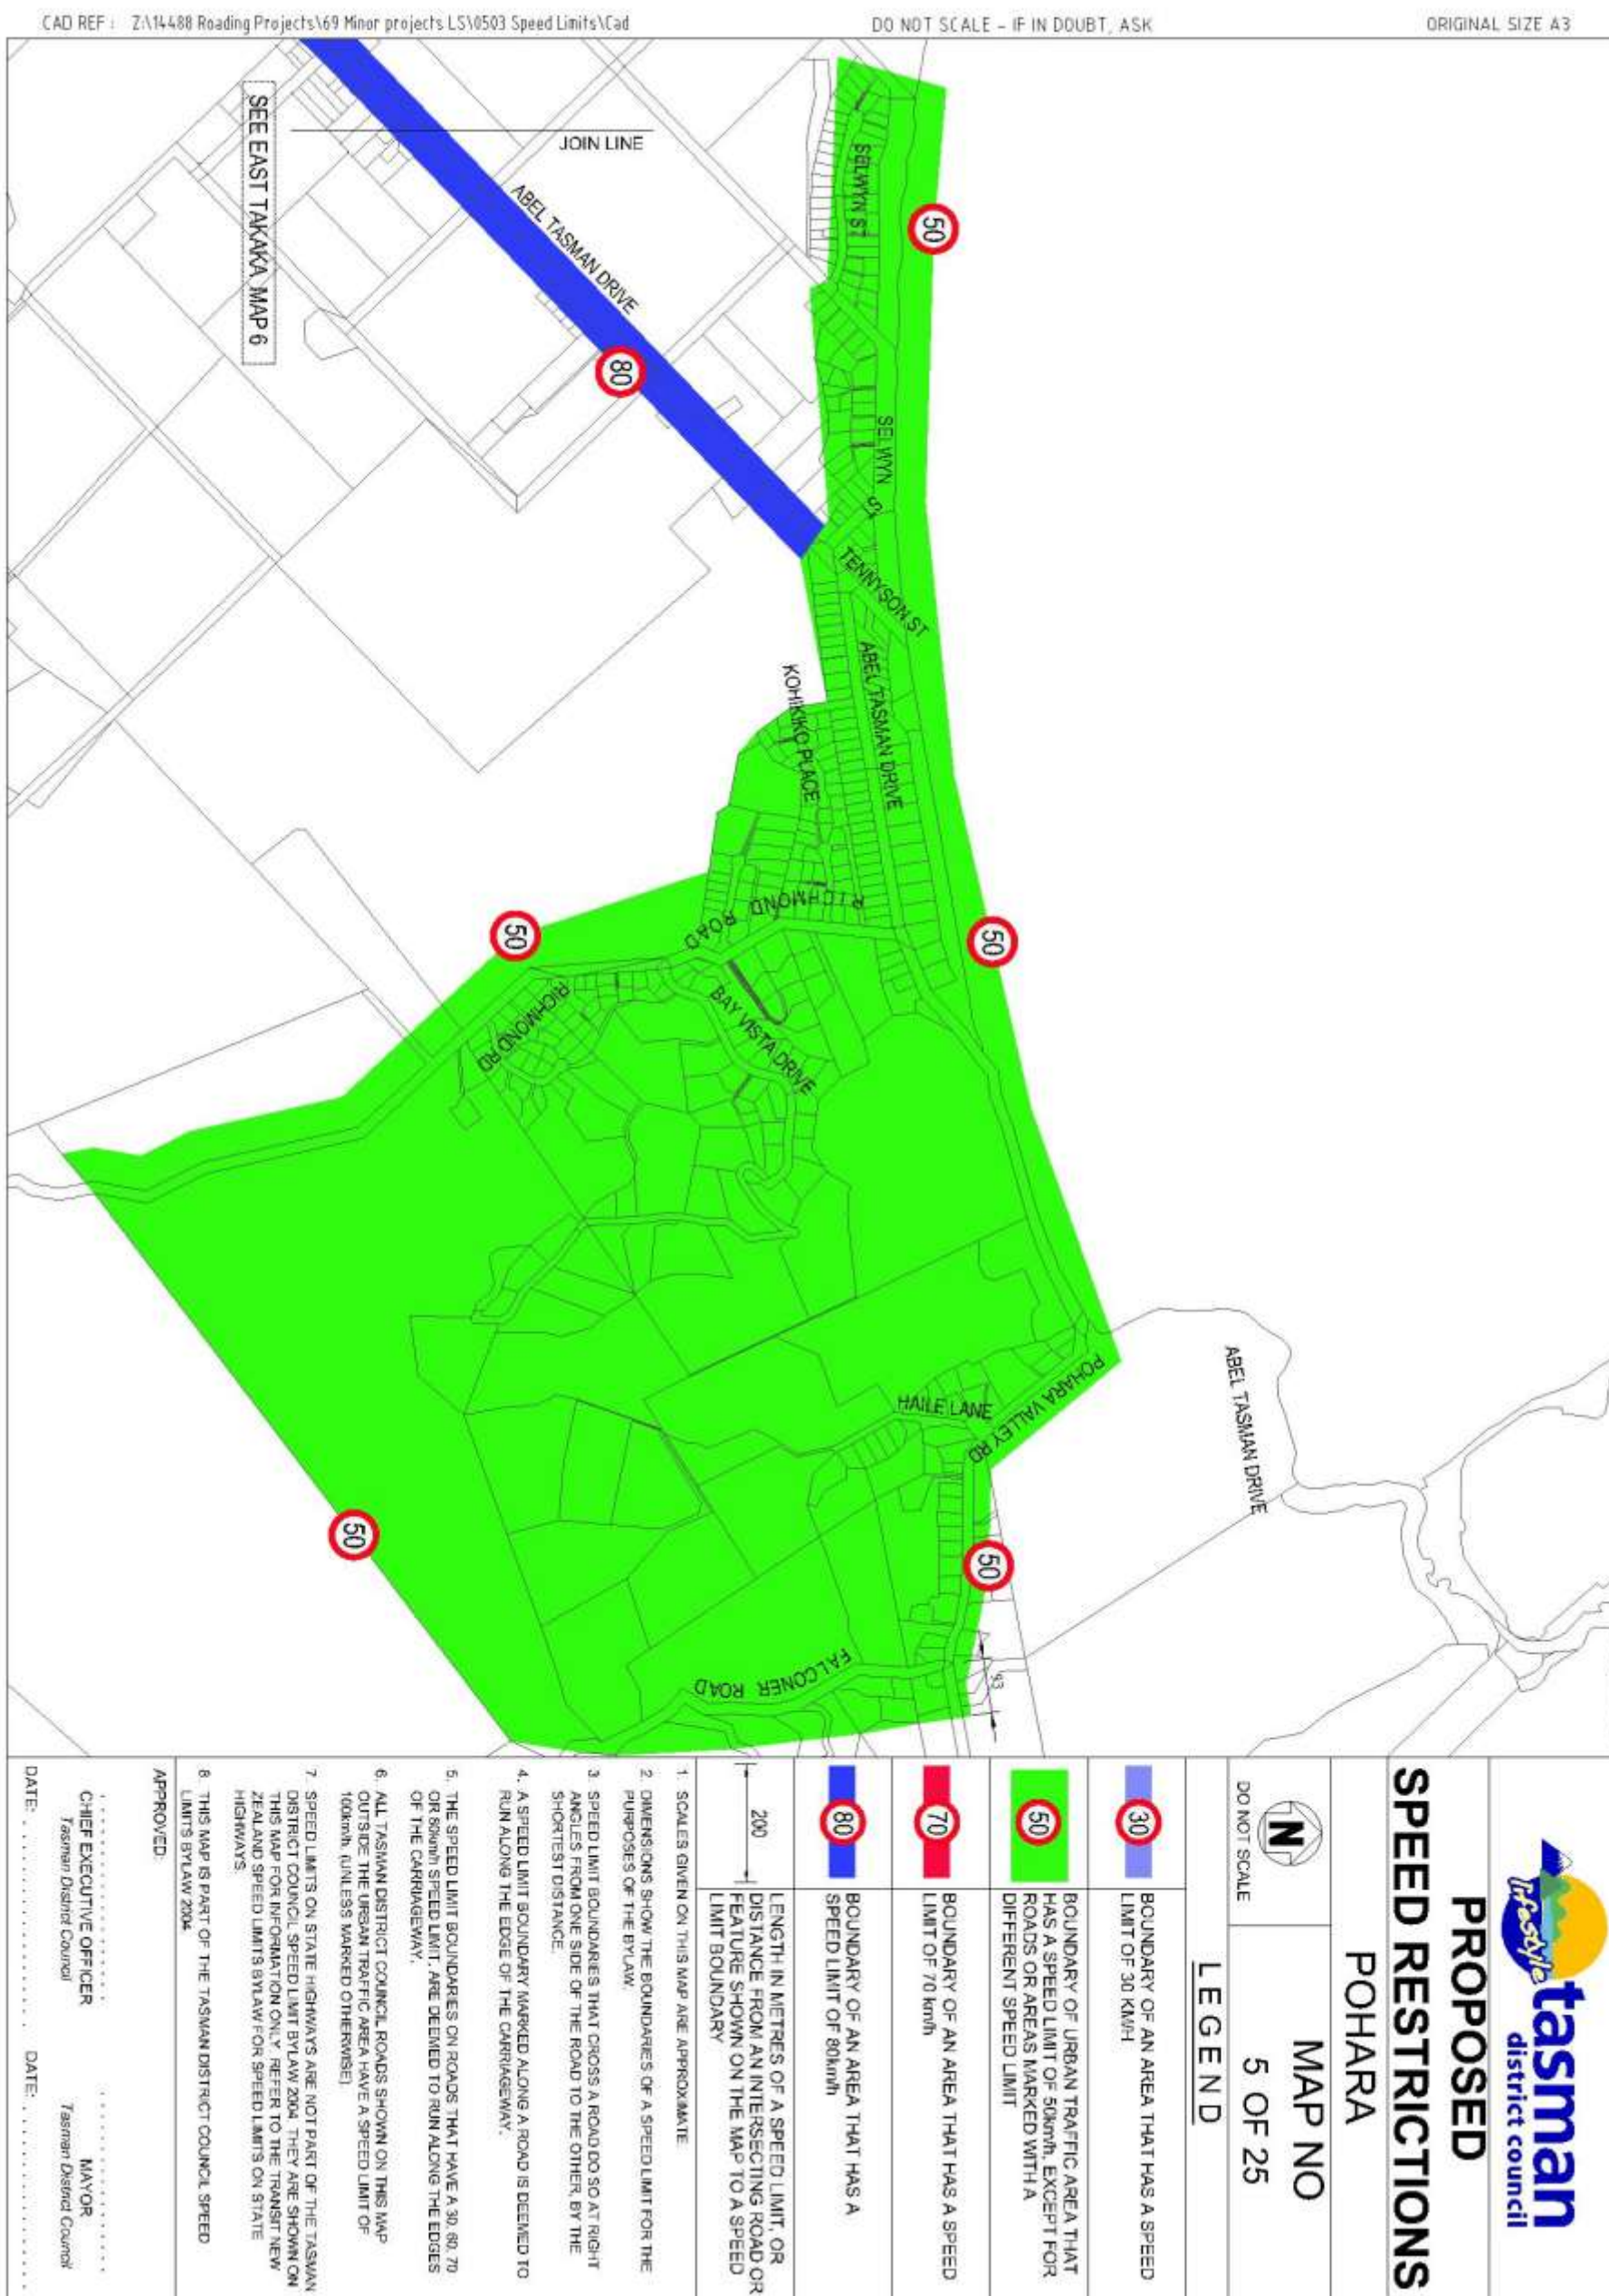 CAD REF : Z:\14488 Roading Projects\69 Minor projects LS\0503 Speed Limits\Cad
DO NOT SCALE - IF IN DOUBT, ASK
ORIGINAL SIZE A3
SEE EAST TAKAKA MAP 6
JOIN LINE
ABEL TASMAN DRIVE
80
SELWYN ST
50
SELWYN
ST
TENNYSON ST
ABEL TASMAN DRIVE
KOHIKIKO PLACE
RICHMOND ROAD
50
50
BAY VISTA DRIVE
RICHMOND RD
ABEL TASMAN DRIVE
POHARA VALLEY RD
HAILE LANE
50
50
93
FALCONER ROAD
lifestyle
tasman
district council
PROPOSED
SPEED RESTRICTIONS
POHARA
N
DO NOT SCALE
MAP NO
5 OF 25
LEGEND
30
BOUNDARY OF AN AREA THAT HAS A SPEED
LIMIT OF 30 KM/H
50
BOUNDARY OF URBAN TRAFFIC AREA THAT
HAS A SPEED LIMIT OF 50km/h, EXCEPT FOR
ROADS OR AREAS MARKED WITH A
DIFFERENT SPEED LIMIT
70
BOUNDARY OF AN AREA THAT HAS A SPEED
LIMIT OF 70 km/h
80
BOUNDARY OF AN AREA THAT HAS A
SPEED LIMIT OF 80km/h
200
LENGTH IN METRES OF A SPEED LIMIT, OR
DISTANCE FROM AN INTERSECTING ROAD OR
FEATURE SHOWN ON THE MAP TO A SPEED
LIMIT BOUNDARY
1. SCALES GIVEN ON THIS MAP ARE APPROXIMATE
2. DIMENSIONS SHOW THE BOUNDARIES OF A SPEED LIMIT FOR THE
PURPOSES OF THE BYLAW.
3. SPEED LIMIT BOUNDARIES THAT CROSS A ROAD DO SO AT RIGHT
ANGLES FROM ONE SIDE OF THE ROAD TO THE OTHER, BY THE
SHORTEST DISTANCE.
4. A SPEED LIMIT BOUNDARY MARKED ALONG A ROAD IS DEEMED TO
RUN ALONG THE EDGE OF THE CARRIAGEWAY.
5. THE SPEED LIMIT BOUNDARIES ON ROADS THAT HAVE A 30, 60, 70
OR 80km/h SPEED LIMIT, ARE DEEMED TO RUN ALONG THE EDGES
OF THE CARRIAGEWAY.
6. ALL TASMAN DISTRICT COUNCIL ROADS SHOWN ON THIS MAP
OUTSIDE THE URBAN TRAFFIC AREA HAVE A SPEED LIMIT OF
100km/h (UNLESS MARKED OTHERWISE).
7. SPEED LIMITS ON STATE HIGHWAYS ARE NOT PART OF THE TASMAN
DISTRICT COUNCIL SPEED LIMIT BYLAW 2004. THEY ARE SHOWN ON
THIS MAP FOR INFORMATION ONLY. REFER TO THE TRANSIT NEW
ZEALAND SPEED LIMITS BYLAW FOR SPEED LIMITS ON STATE
HIGHWAYS.
8. THIS MAP IS PART OF THE TASMAN DISTRICT COUNCIL SPEED
LIMITS BYLAW 2004.
APPROVED:
CHIEF EXECUTIVE OFFICER
Tasman District Council
MAYOR
Tasman District Council
DATE: . . . . . . . . . . . . . . .
DATE: . . . . . . . . . . . . . . .